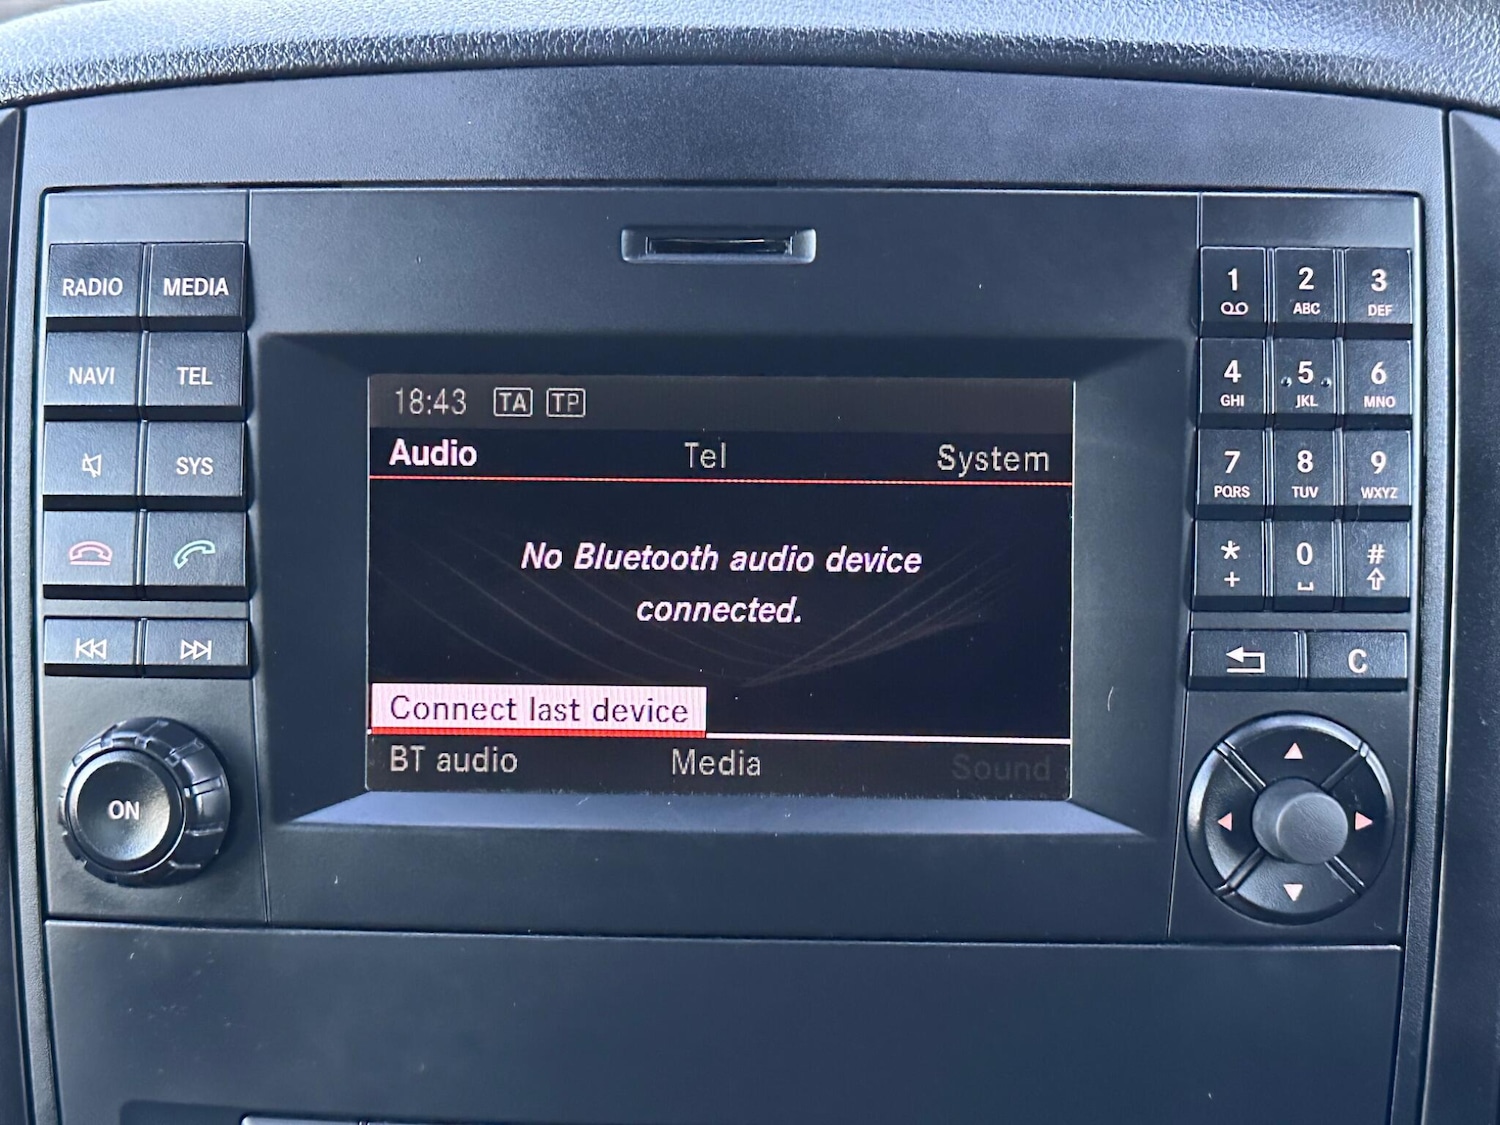 RADIO MEDIA
NAVI TEL
SYS
ON
18:43 TA TP
Audio Tel System
No Bluetooth audio device
connected.
Connect last device
BT audio Media Sound
1 2 3
ABC DEF
4 5 6
GHI JKL MNO
7 8 9
PQRS TUV WXYZ
* 0 #
+
C